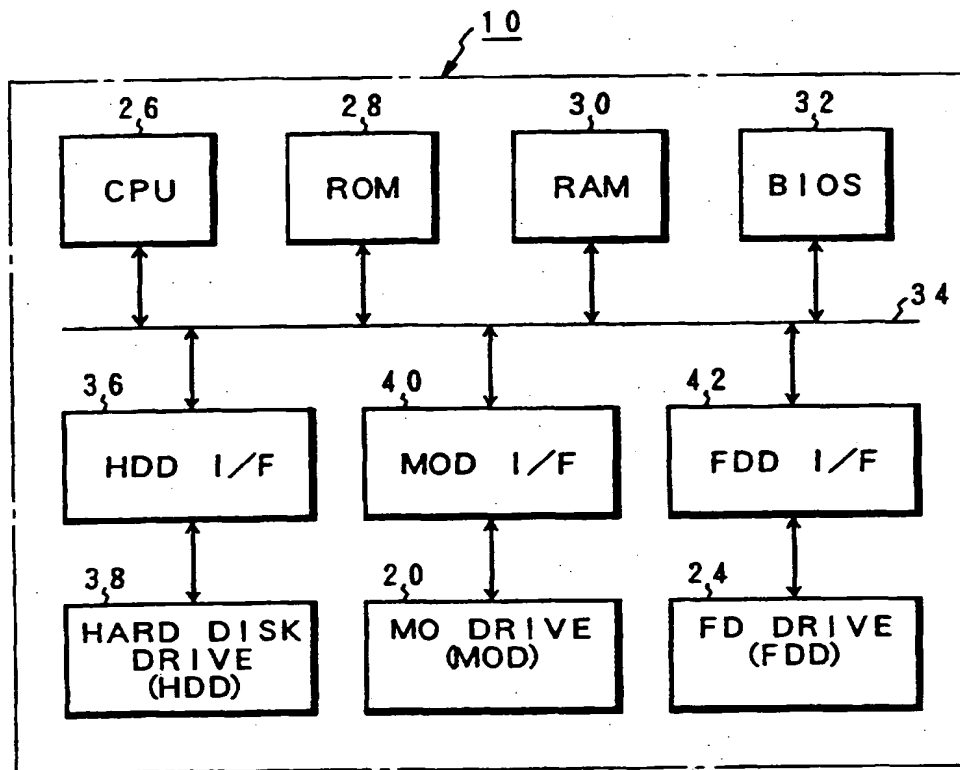 10
26 28 30 32
CPU ROM RAM BIOS
34
36 40 42
HDD I/F MOD I/F FDD I/F
38 20 24
HARD DISK DRIVE (HDD)
MO DRIVE (MOD)
FD DRIVE (FDD)